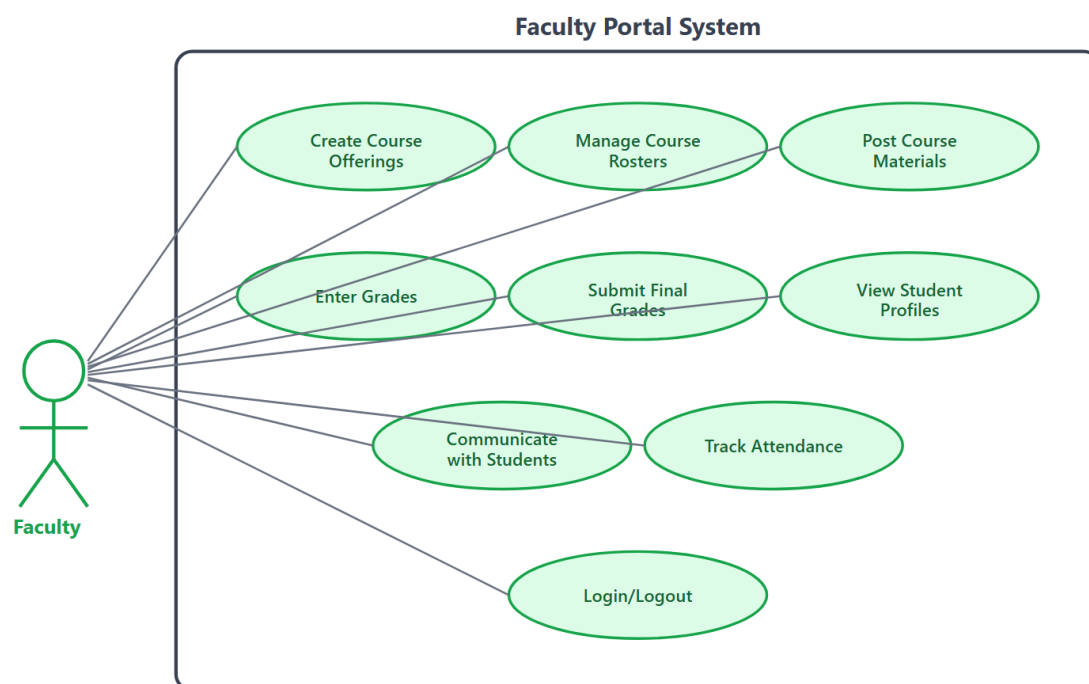 Faculty Portal System
Create Course
Offerings
Manage Course
Rosters
Post Course
Materials
Enter Grades
Submit Final
Grades
View Student
Profiles
Communicate
with Students
Track Attendance
Faculty
Login/Logout